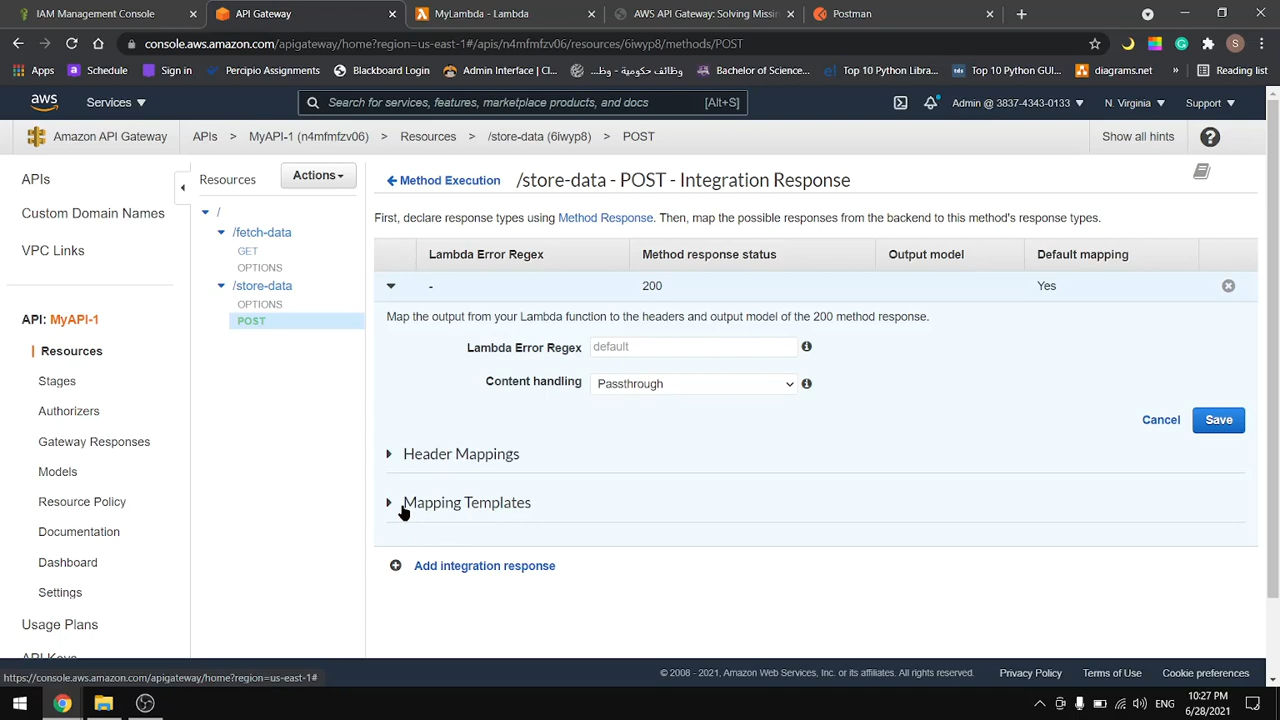 IAM Management Console
API Gateway
MyLambda - Lambda
AWS API Gateway: Solving Missin
Postman
console.aws.amazon.com/apigateway/home?region=us-east-1#/apis/n4mfmfzv06/resources/6iwyp8/methods/POST
Apps
Schedule
Sign in
Percipio Assignments
Blackboard Login
Admin Interface | Cl...
وظائف حكومية - وظ...
Bachelor of Science...
Top 10 Python Librar...
Top 10 Python GUI...
diagrams.net
»
Reading list
aws
Services
Search for services, features, marketplace products, and docs
[Alt+S]
Admin @ 3837-4343-0133
N. Virginia
Support
Amazon API Gateway
APIs > MyAPI-1 (n4mfmfzv06) > Resources > /store-data (6iwyp8) > POST
Show all hints
APIs
Custom Domain Names
VPC Links
API: MyAPI-1
Resources
Stages
Authorizers
Gateway Responses
Models
Resource Policy
Documentation
Dashboard
Settings
Usage Plans
API Keys
Resources
Actions
/
/fetch-data
GET
OPTIONS
/store-data
OPTIONS
POST
Method Execution
/store-data - POST - Integration Response
First, declare response types using Method Response. Then, map the possible responses from the backend to this method's response types.
Lambda Error Regex
Method response status
Output model
Default mapping
-
200
Yes
Map the output from your Lambda function to the headers and output model of the 200 method response.
Lambda Error Regex
default
Content handling
Passthrough
Cancel
Save
Header Mappings
Mapping Templates
Add integration response
https://console.aws.amazon.com/apigateway/home?region=us-east-1#
© 2008 - 2021, Amazon Web Services, Inc. or its affiliates. All rights reserved.
Privacy Policy
Terms of Use
Cookie preferences
ENG
10:27 PM
6/28/2021